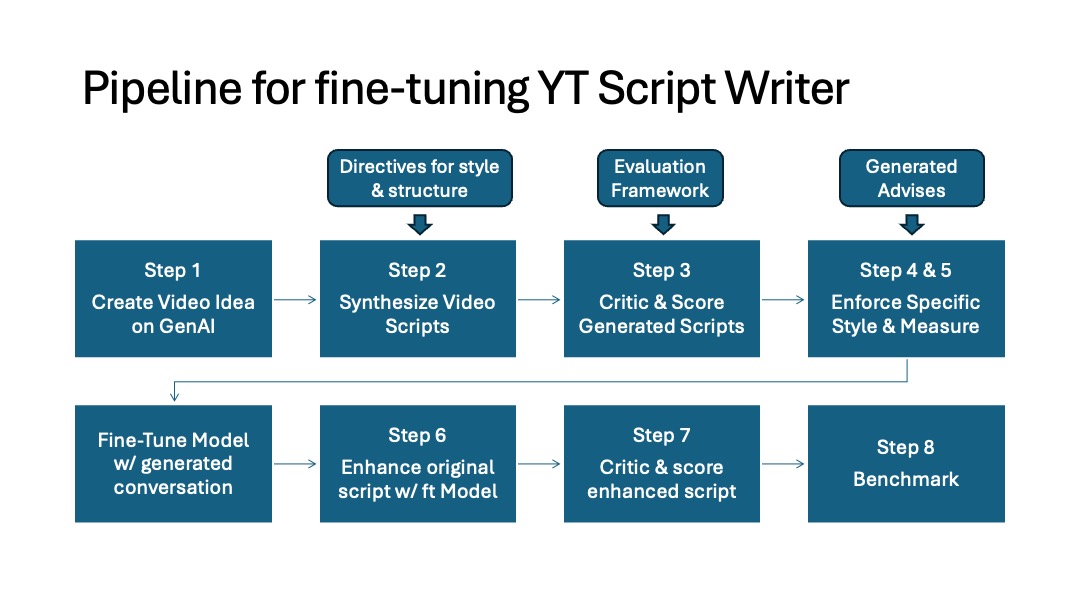 Pipeline for fine-tuning YT Script Writer
Directives for style
& structure
Evaluation
Framework
Generated
Advises
Step 1
Create Video Idea
on GenAI
Step 2
Synthesize Video
Scripts
Step 3
Critic & Score
Generated Scripts
Step 4 & 5
Enforce Specific
Style & Measure
Fine-Tune Model
w/ generated
conversation
Step 6
Enhance original
script w/ ft Model
Step 7
Critic & score
enhanced script
Step 8
Benchmark